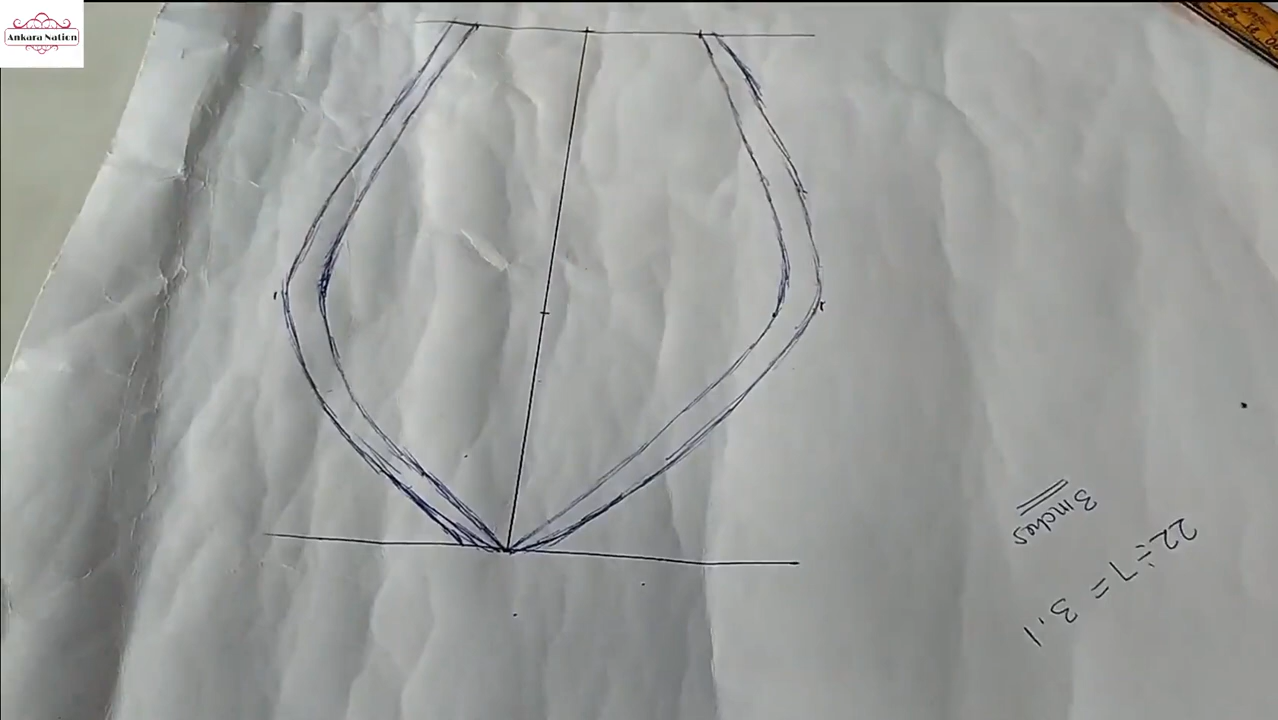 Ankara Nation
22÷7 = 3.1
3inches